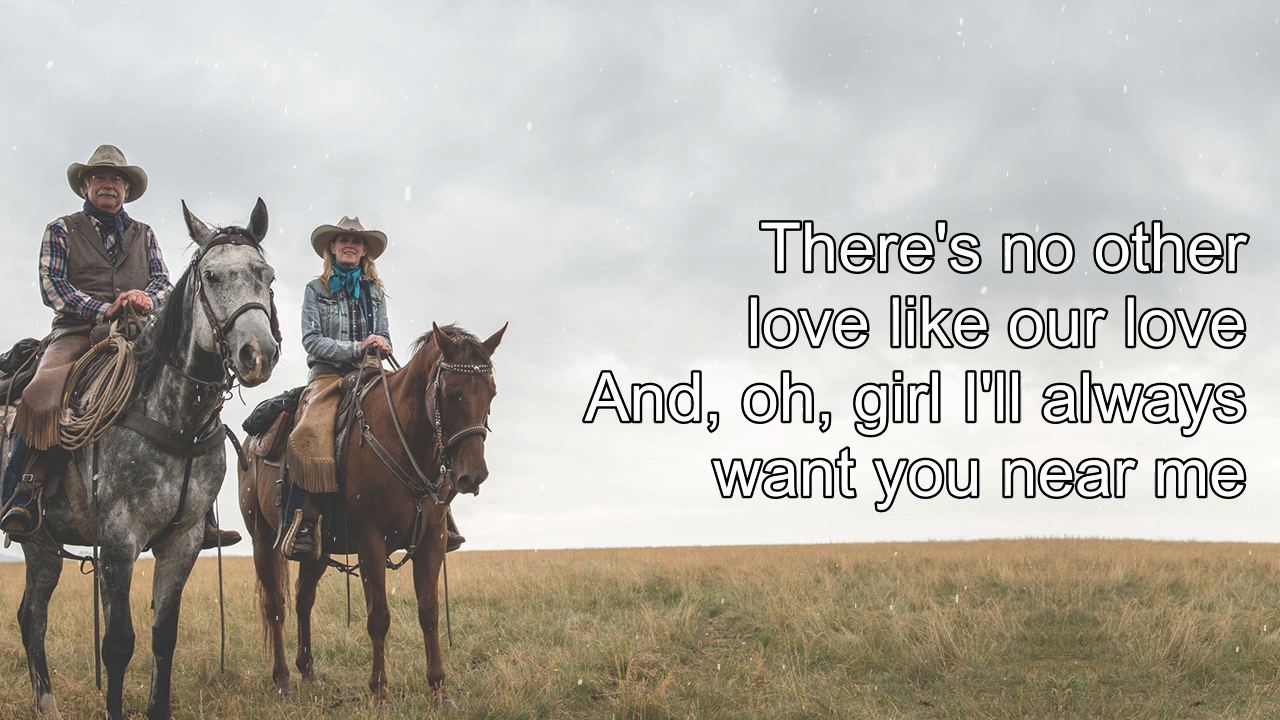 There's no other
love like our love
And, oh, girl I'll always
want you near me